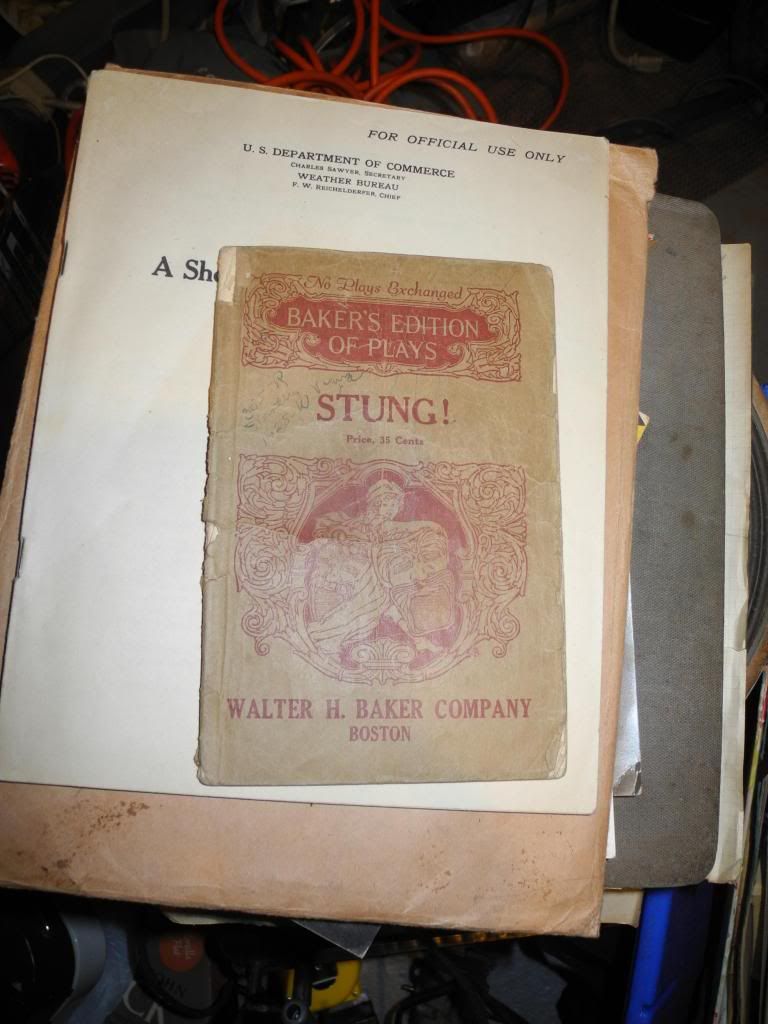 FOR OFFICIAL USE ONLY
U. S. DEPARTMENT OF COMMERCE
CHARLES SAWYER, SECRETARY
WEATHER BUREAU
F. W. REICHELDERFER, CHIEF
A Sho
No Plays Exchanged
BAKER'S EDITION
OF PLAYS
STUNG!
Price, 35 Cents
WALTER H. BAKER COMPANY
BOSTON